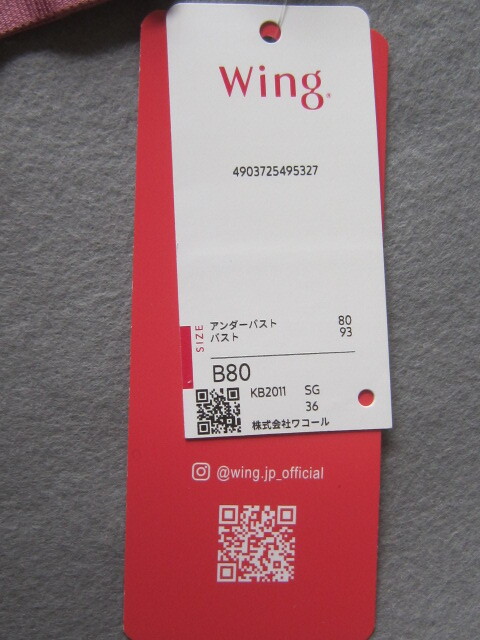 Wing®
4903725495327
SIZE
アンダーバスト 80
バスト 93
B80
KB2011 SG
36
株式会社ワコール
@wing.jp_official